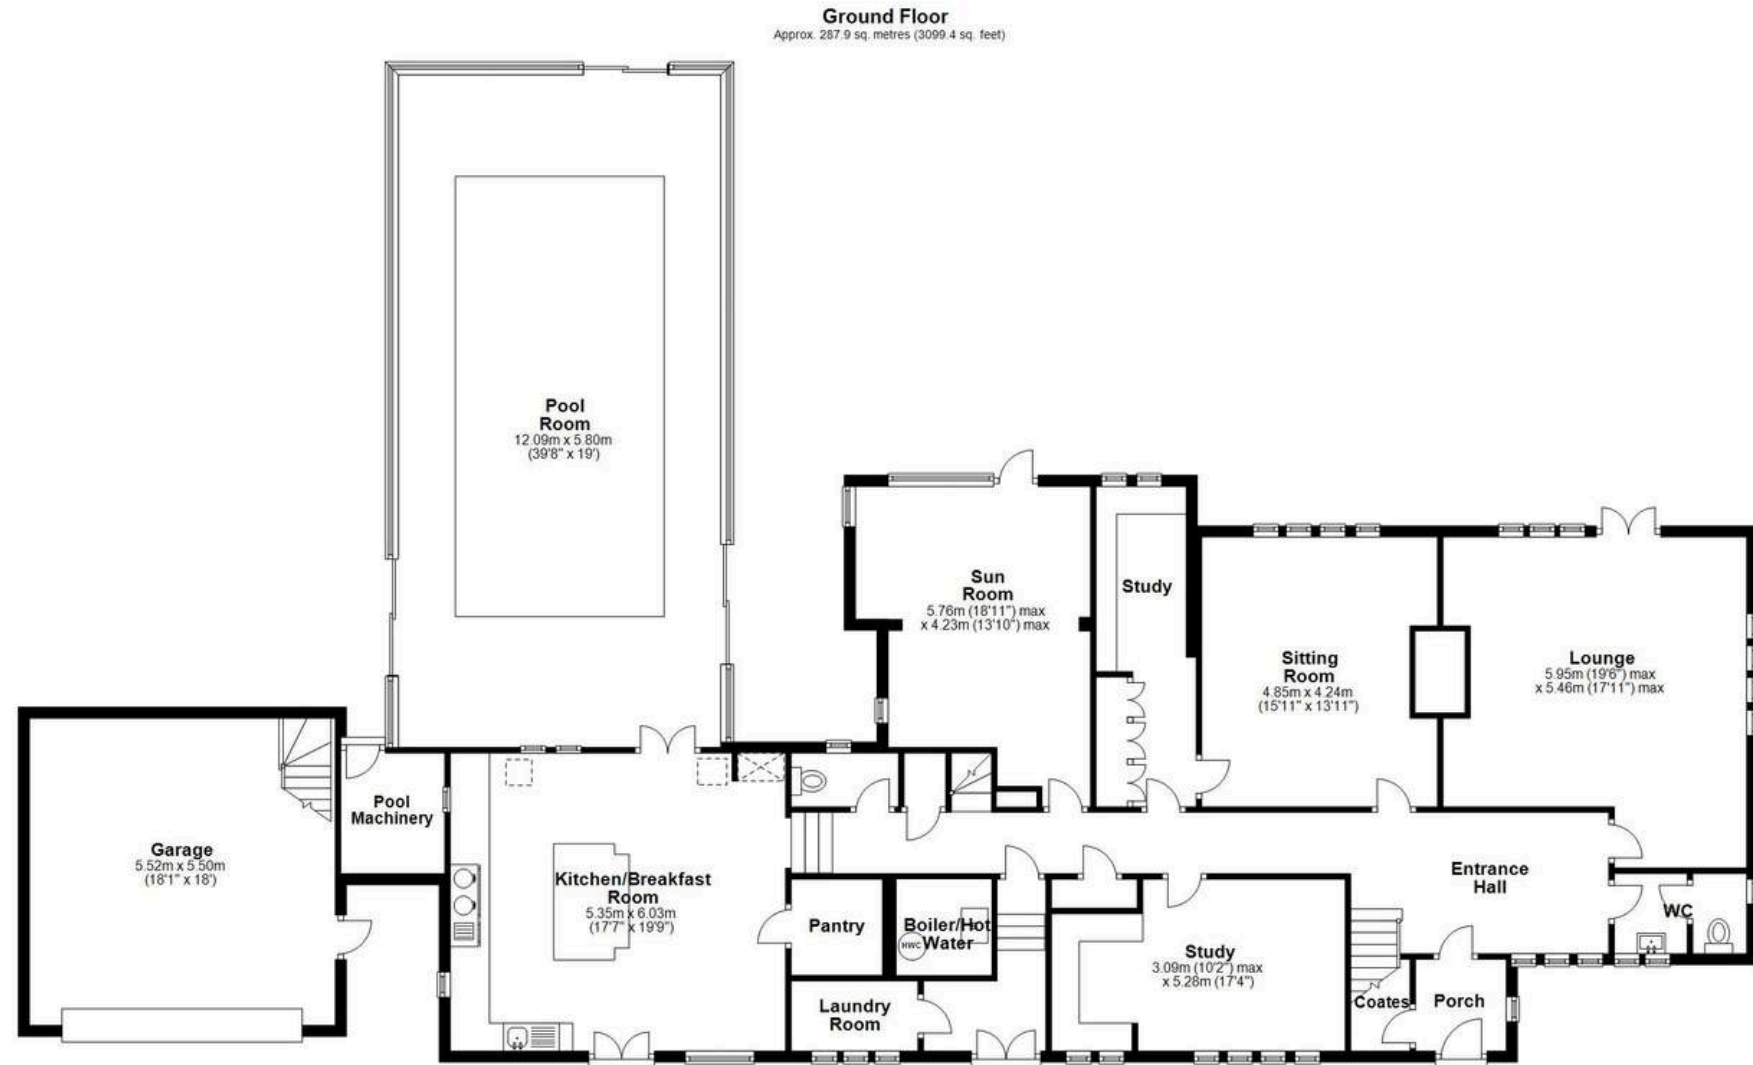 Ground Floor
Approx. 287.9 sq. metres (3099.4 sq. feet)
Pool
Room
12.09m x 5.80m
(39'8" x 19')
Sun
Room
5.76m (18'11") max
x 4.23m (13'10") max
Study
Sitting
Room
4.85m x 4.24m
(15'11" x 13'11")
Lounge
5.95m (19'6") max
x 5.46m (17'11") max
Pool
Machinery
Garage
5.52m x 5.50m
(18'1" x 18')
Kitchen/Breakfast
Room
5.35m x 6.03m
(17'7" x 19'9")
Pantry
Boiler/Hot
Water
HWC
Laundry
Room
Study
3.09m (10'2") max
x 5.28m (17'4")
Entrance
Hall
WC
Coates
Porch